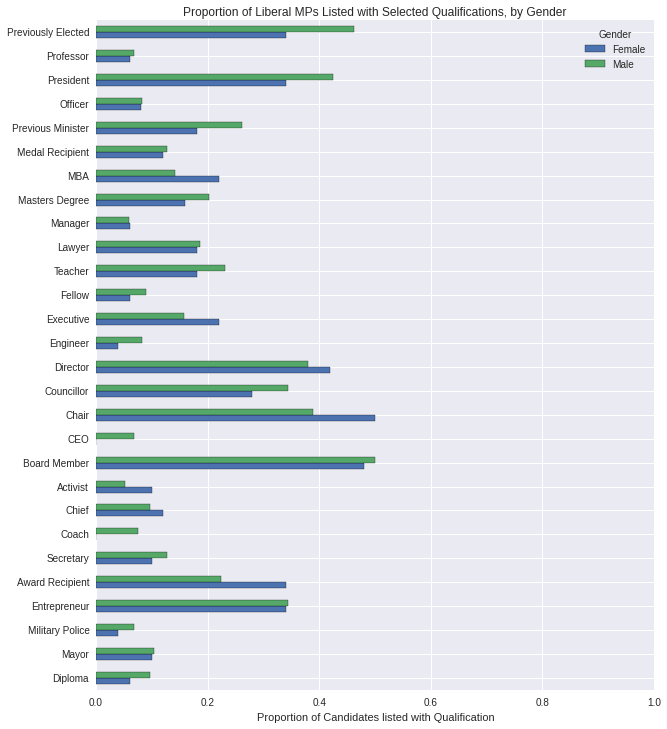 Proportion of Liberal MPs Listed with Selected Qualifications, by Gender
Gender
Female
Male
Previously Elected
Professor
President
Officer
Previous Minister
Medal Recipient
MBA
Masters Degree
Manager
Lawyer
Teacher
Fellow
Executive
Engineer
Director
Councillor
Chair
CEO
Board Member
Activist
Chief
Coach
Secretary
Award Recipient
Entrepreneur
Military Police
Mayor
Diploma
0.0 0.2 0.4 0.6 0.8 1.0
Proportion of Candidates listed with Qualification